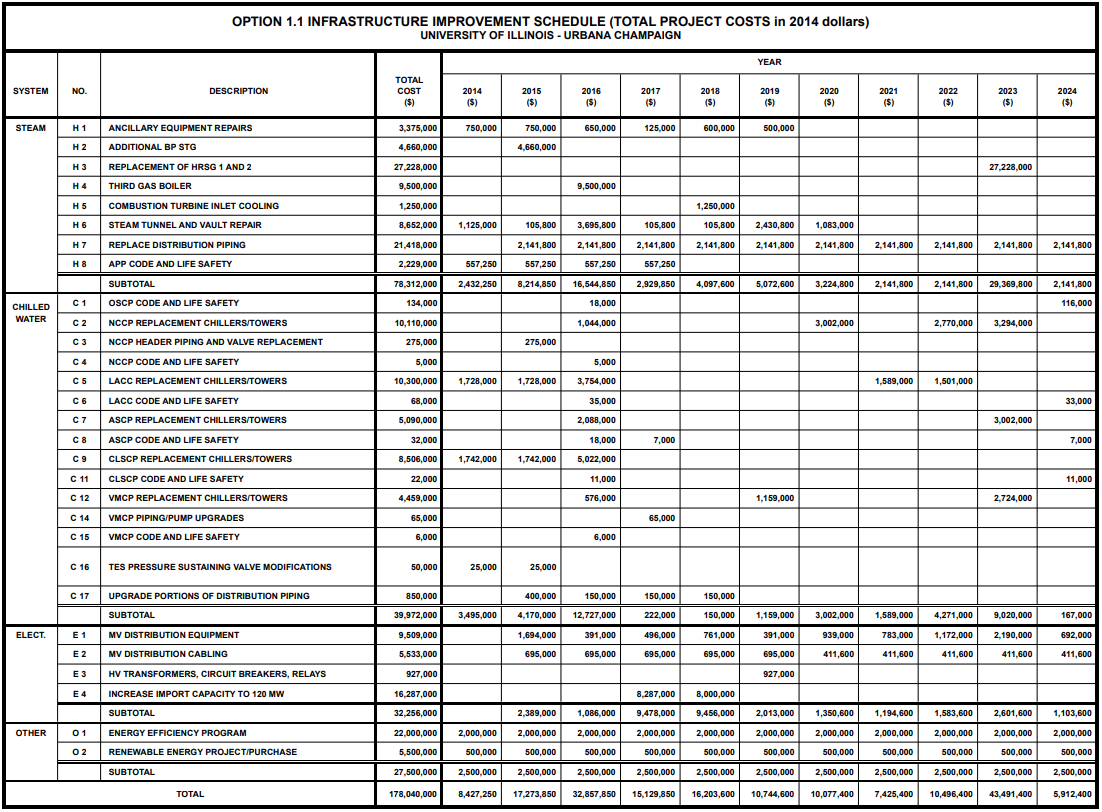 OPTION 1.1 INFRASTRUCTURE IMPROVEMENT SCHEDULE (TOTAL PROJECT COSTS in 2014 dollars)
UNIVERSITY OF ILLINOIS - URBANA CHAMPAIGN
YEAR
SYSTEM NO. DESCRIPTION TOTAL COST ($) 2014 ($) 2015 ($) 2016 ($) 2017 ($) 2018 ($) 2019 ($) 2020 ($) 2021 ($) 2022 ($) 2023 ($) 2024 ($)
STEAM H 1 ANCILLARY EQUIPMENT REPAIRS 3,375,000 750,000 750,000 650,000 125,000 600,000 500,000
H 2 ADDITIONAL BP STG 4,660,000 4,660,000
H 3 REPLACEMENT OF HRSG 1 AND 2 27,228,000 27,228,000
H 4 THIRD GAS BOILER 9,500,000 9,500,000
H 5 COMBUSTION TURBINE INLET COOLING 1,250,000 1,250,000
H 6 STEAM TUNNEL AND VAULT REPAIR 8,652,000 1,125,000 105,800 3,695,800 105,800 105,800 2,430,800 1,083,000
H 7 REPLACE DISTRIBUTION PIPING 21,418,000 2,141,800 2,141,800 2,141,800 2,141,800 2,141,800 2,141,800 2,141,800 2,141,800 2,141,800 2,141,800
H 8 APP CODE AND LIFE SAFETY 2,229,000 557,250 557,250 557,250 557,250
SUBTOTAL 78,312,000 2,432,250 8,214,850 16,544,850 2,929,850 4,097,600 5,072,600 3,224,800 2,141,800 2,141,800 29,369,800 2,141,800
CHILLED WATER C 1 OSCP CODE AND LIFE SAFETY 134,000 18,000 116,000
C 2 NCCP REPLACEMENT CHILLERS/TOWERS 10,110,000 1,044,000 3,002,000 2,770,000 3,294,000
C 3 NCCP HEADER PIPING AND VALVE REPLACEMENT 275,000 275,000
C 4 NCCP CODE AND LIFE SAFETY 5,000 5,000
C 5 LACC REPLACEMENT CHILLERS/TOWERS 10,300,000 1,728,000 1,728,000 3,754,000 1,589,000 1,501,000
C 6 LACC CODE AND LIFE SAFETY 68,000 35,000 33,000
C 7 ASCP REPLACEMENT CHILLERS/TOWERS 5,090,000 2,088,000 3,002,000
C 8 ASCP CODE AND LIFE SAFETY 32,000 18,000 7,000 7,000
C 9 CLSCP REPLACEMENT CHILLERS/TOWERS 8,506,000 1,742,000 1,742,000 5,022,000
C 11 CLSCP CODE AND LIFE SAFETY 22,000 11,000 11,000
C 12 VMCP REPLACEMENT CHILLERS/TOWERS 4,459,000 576,000 1,159,000 2,724,000
C 14 VMCP PIPING/PUMP UPGRADES 65,000 65,000
C 15 VMCP CODE AND LIFE SAFETY 6,000 6,000
C 16 TES PRESSURE SUSTAINING VALVE MODIFICATIONS 50,000 25,000 25,000
C 17 UPGRADE PORTIONS OF DISTRIBUTION PIPING 850,000 400,000 150,000 150,000 150,000
SUBTOTAL 39,972,000 3,495,000 4,170,000 12,727,000 222,000 150,000 1,159,000 3,002,000 1,589,000 4,271,000 9,020,000 167,000
ELECT. E 1 MV DISTRIBUTION EQUIPMENT 9,509,000 1,694,000 391,000 496,000 761,000 391,000 939,000 783,000 1,172,000 2,190,000 692,000
E 2 MV DISTRIBUTION CABLING 5,533,000 695,000 695,000 695,000 695,000 695,000 411,600 411,600 411,600 411,600 411,600
E 3 HV TRANSFORMERS, CIRCUIT BREAKERS, RELAYS 927,000 927,000
E 4 INCREASE IMPORT CAPACITY TO 120 MW 16,287,000 8,287,000 8,000,000
SUBTOTAL 32,256,000 2,389,000 1,086,000 9,478,000 9,456,000 2,013,000 1,350,600 1,194,600 1,583,600 2,601,600 1,103,600
OTHER O 1 ENERGY EFFICIENCY PROGRAM 22,000,000 2,000,000 2,000,000 2,000,000 2,000,000 2,000,000 2,000,000 2,000,000 2,000,000 2,000,000 2,000,000 2,000,000
O 2 RENEWABLE ENERGY PROJECT/PURCHASE 5,500,000 500,000 500,000 500,000 500,000 500,000 500,000 500,000 500,000 500,000 500,000 500,000
SUBTOTAL 27,500,000 2,500,000 2,500,000 2,500,000 2,500,000 2,500,000 2,500,000 2,500,000 2,500,000 2,500,000 2,500,000 2,500,000
TOTAL 178,040,000 8,427,250 17,273,850 32,857,850 15,129,850 16,203,600 10,744,600 10,077,400 7,425,400 10,496,400 43,491,400 5,912,400